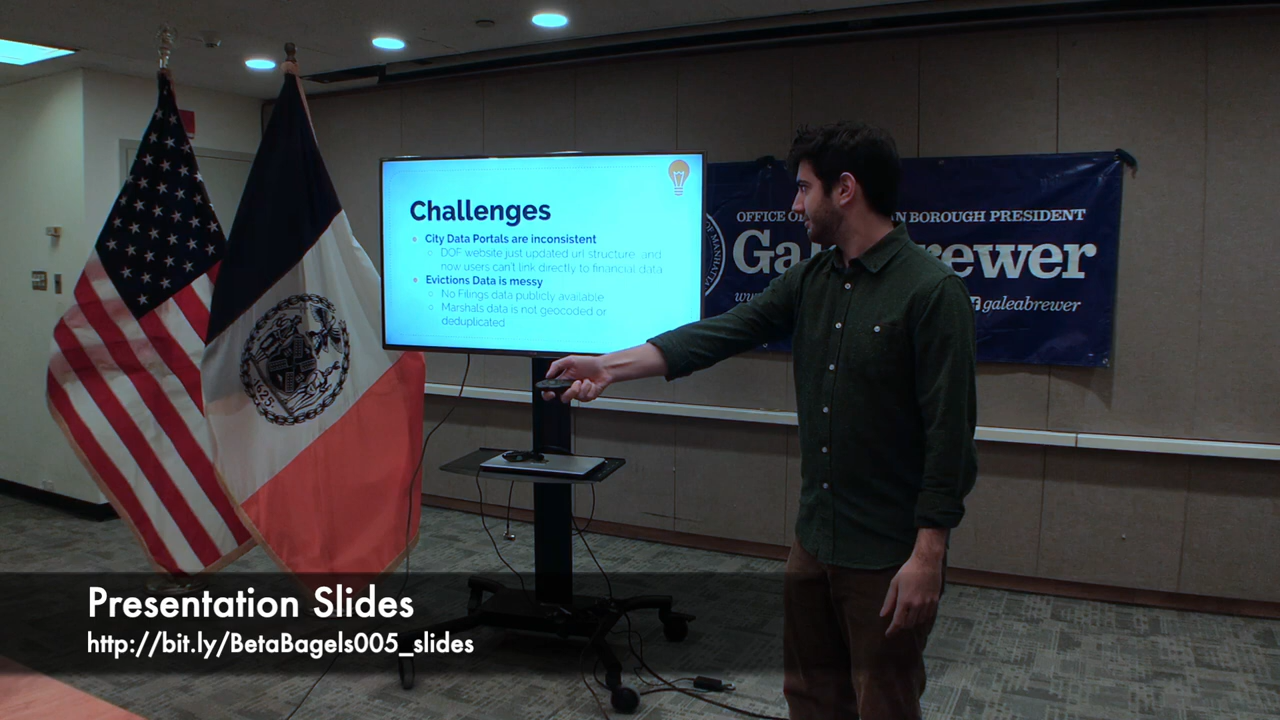 Challenges
City Data Portals are inconsistent
DOF website just updated url structure, and
now users can't link directly to financial data
Evictions Data is messy
No Filings data publicly available
Marshals data is not geocoded or
deduplicated
OFFICE O
N BOROUGH PRESIDENT
Gale
Brewer
galeabrewer
1625
Presentation Slides
http://bit.ly/BetaBagels005_slides